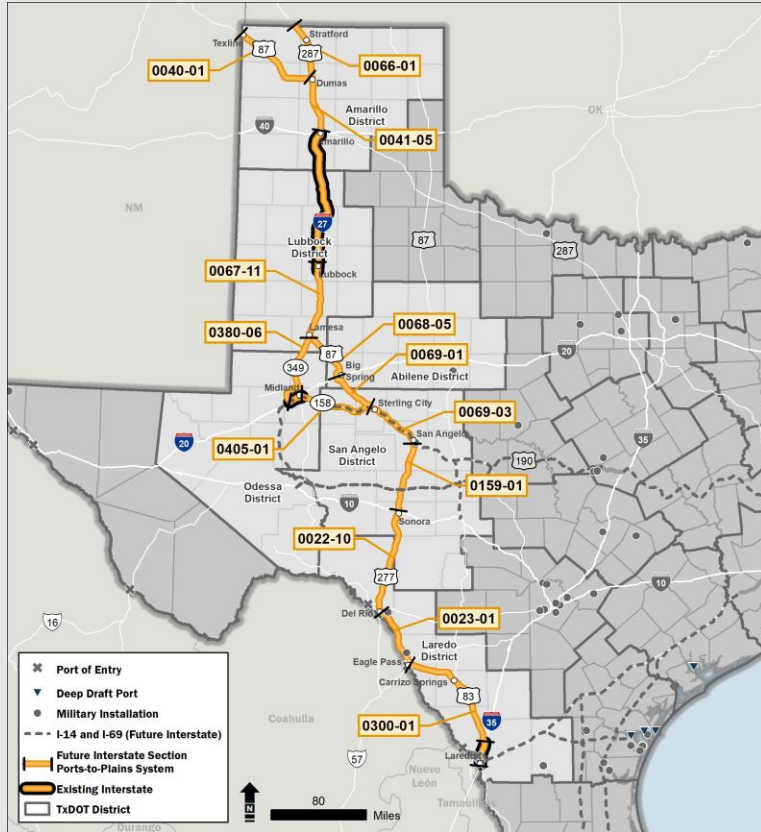 Stratford
Texline
87
287
0040-01
0066-01
Dumas
OK
Amarillo
District
40
0041-05
Amarillo
40
NM
27
87
Lubbock
District
287
Lubbock
0067-11
Lamesa
0068-05
0380-06
87
0069-01
Big
Spring
20
349
Abilene District
Midland
158
Sterling City
0069-03
20
San Angelo
35
0405-01
San Angelo
District
190
0159-01
Odessa
District
10
Sonora
0022-10
277
10
16
Del Rio
0023-01
Laredo
District
Eagle Pass
Carrizo Springs
83
Port of Entry
Deep Draft Port
Military Installation
I-14 and I-69 (Future Interstate)
Future Interstate Section
Ports-to-Plains System
Existing Interstate
TxDOT District
Coahuila
0300-01
35
57
Laredo
Nuevo
León
Tamaulipas
N
80
Miles
Durango